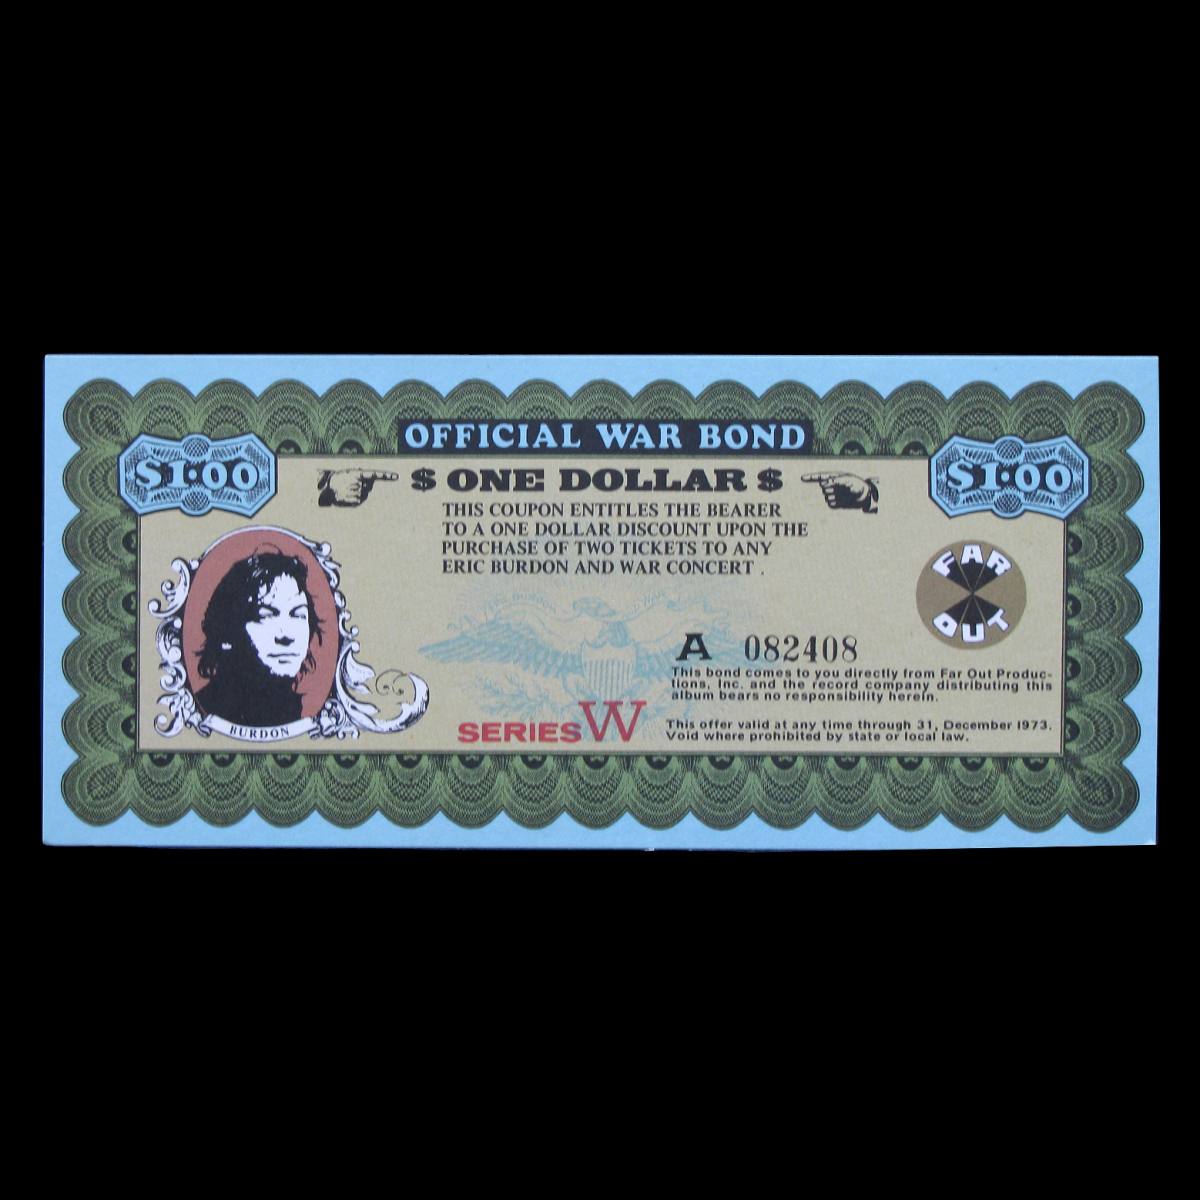 OFFICIAL WAR BOND
$1.00
$1.00
$ ONE DOLLAR $
THIS COUPON ENTITLES THE BEARER
TO A ONE DOLLAR DISCOUNT UPON THE
PURCHASE OF TWO TICKETS TO ANY
ERIC BURDON AND WAR CONCERT .
FAR
OUT
BURDON
A 082408
This bond comes to you directly from Far Out Produc-
tions, Inc. and the record company distributing this
album bears no responsibility herein.
SERIES W
This offer valid at any time through 31, December 1973.
Void where prohibited by state or local law.